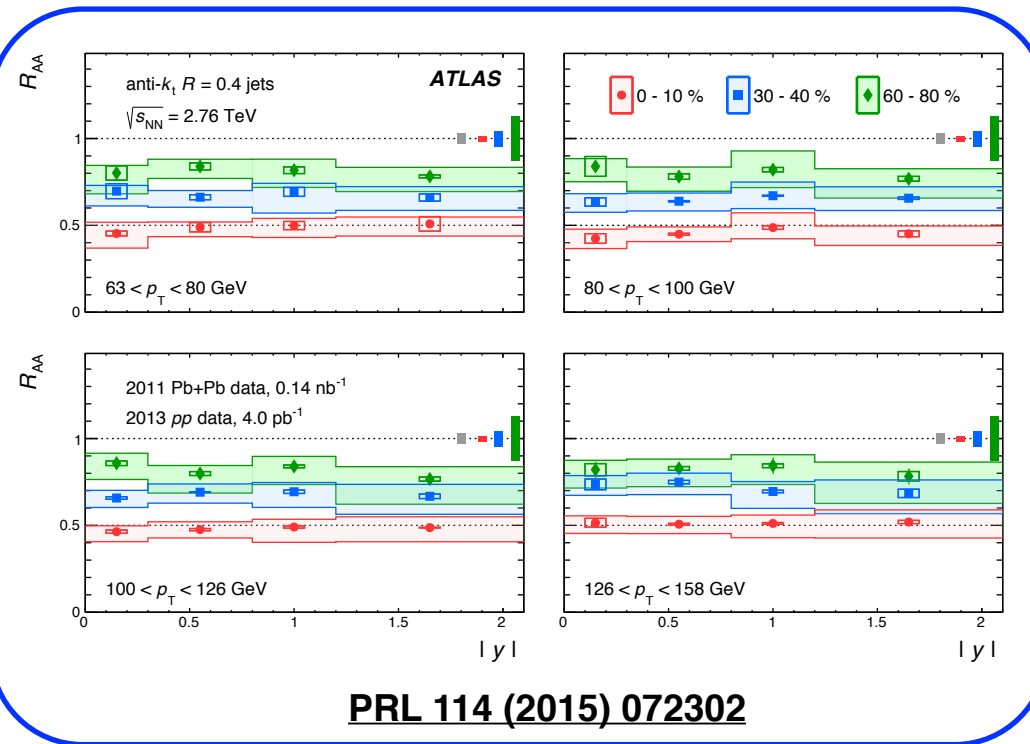 R_AA
anti-k_t R = 0.4 jets
ATLAS
√s_NN = 2.76 TeV
0 - 10 %
30 - 40 %
60 - 80 %
1
0.5
0
63 < p_T < 80 GeV
80 < p_T < 100 GeV
R_AA
2011 Pb+Pb data, 0.14 nb⁻¹
2013 pp data, 4.0 pb⁻¹
1
0.5
0
100 < p_T < 126 GeV
126 < p_T < 158 GeV
0 0.5 1 1.5 2
0 0.5 1 1.5 2
| y |
| y |
PRL 114 (2015) 072302